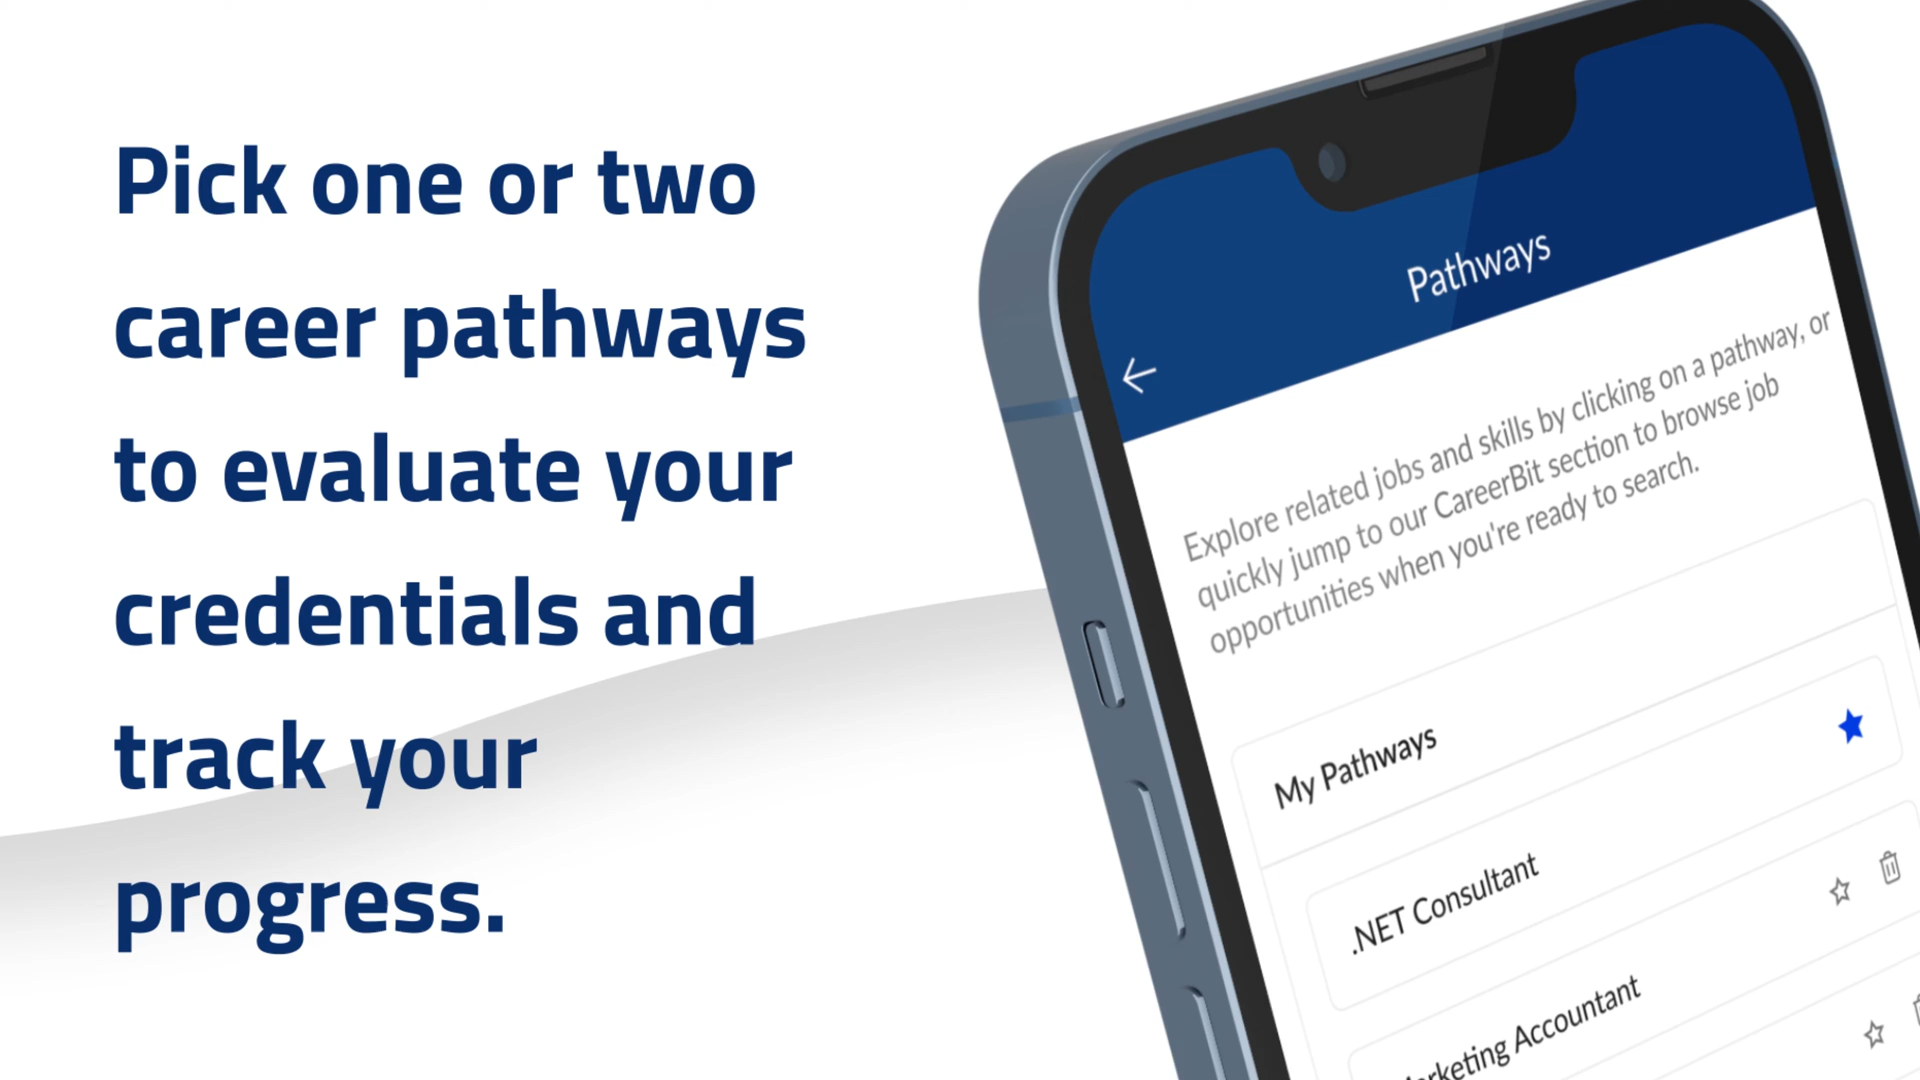 Pick one or two
career pathways
to evaluate your
credentials and
track your
progress.
Pathways
Explore related jobs and skills by clicking on a pathway, or
quickly jump to our CareerBit section to browse job
opportunities when you're ready to search.
My Pathways
.NET Consultant
Accountant